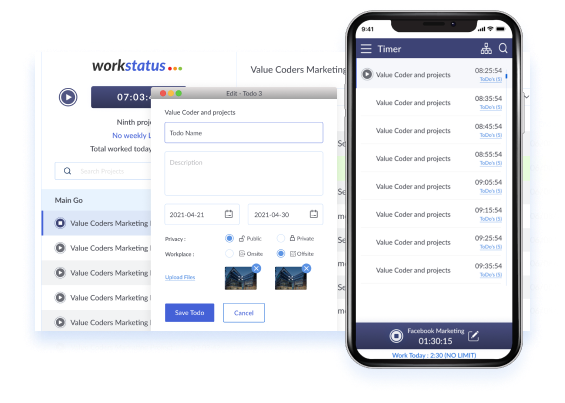 workstatus
07:03:4
Ninth proje
No weekly L
Total worked today
Search Projects
Main Go
Value Coders Marketing
Value Coders Marketing
Value Coders Marketing
Value Coders Marketing
Value Coders Marketing
Value Coders Marketing
Se
Se
m
Se
m
Se
m
Edit - Todo 3
Value Coder and projects
Todo Name
Description
2021-04-21
2021-04-30
Privacy :
Public
Private
Workplace :
Onsite
Offsite
Upload Files
Save Todo
Cancel
9:41
Timer
Value Coder and projects
08:25:54
ToDo's (5)
Value Coder and projects
08:35:54
ToDo's (5)
Value Coder and projects
08:45:54
ToDo's (5)
Value Coder and projects
08:55:54
ToDo's (5)
Value Coder and projects
09:05:54
ToDo's (5)
Value Coder and projects
09:15:54
ToDo's (5)
Value Coder and projects
09:25:54
ToDo's (5)
Value Coder and projects
09:35:54
ToDo's (5)
Facebook Marketing
01:30:15
Work Today : 2:30 (NO LIMIT)